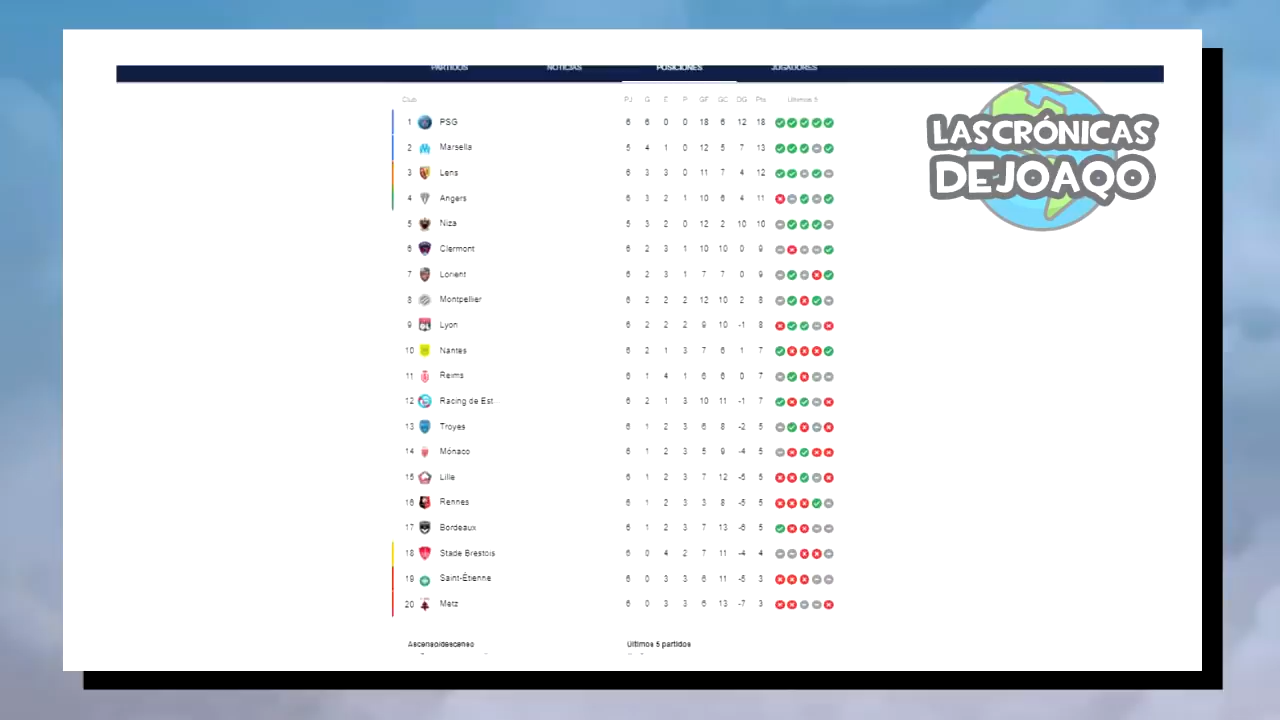 PARTIDOS NOTICIAS POSICIONES JUGADORES
Club PJ G E P GF GC DG Pts Últimos 5
LASCRÓNICAS
DEJOAQO
1 PSG 6 6 0 0 18 6 12 18
2 Marsella 5 4 1 0 12 5 7 13
3 Lens 6 3 3 0 11 7 4 12
4 Angers 6 3 2 1 10 6 4 11
5 Niza 5 3 2 0 12 2 10 10
6 Clermont 6 2 3 1 10 10 0 9
7 Lorient 6 2 3 1 7 7 0 9
8 Montpellier 6 2 2 2 12 10 2 8
9 Lyon 6 2 2 2 9 10 -1 8
10 Nantes 6 2 1 3 7 6 1 7
11 Reims 6 1 4 1 6 6 0 7
12 Racing de Est... 6 2 1 3 10 11 -1 7
13 Troyes 6 1 2 3 6 8 -2 5
14 Mónaco 6 1 2 3 5 9 -4 5
15 Lille 6 1 2 3 7 12 -5 5
16 Rennes 6 1 2 3 3 8 -5 5
17 Bordeaux 6 1 2 3 7 13 -6 5
18 Stade Brestois 6 0 4 2 7 11 -4 4
19 Saint-Étienne 6 0 3 3 6 11 -5 3
20 Metz 6 0 3 3 6 13 -7 3
Ascenso/descenso Últimos 5 partidos